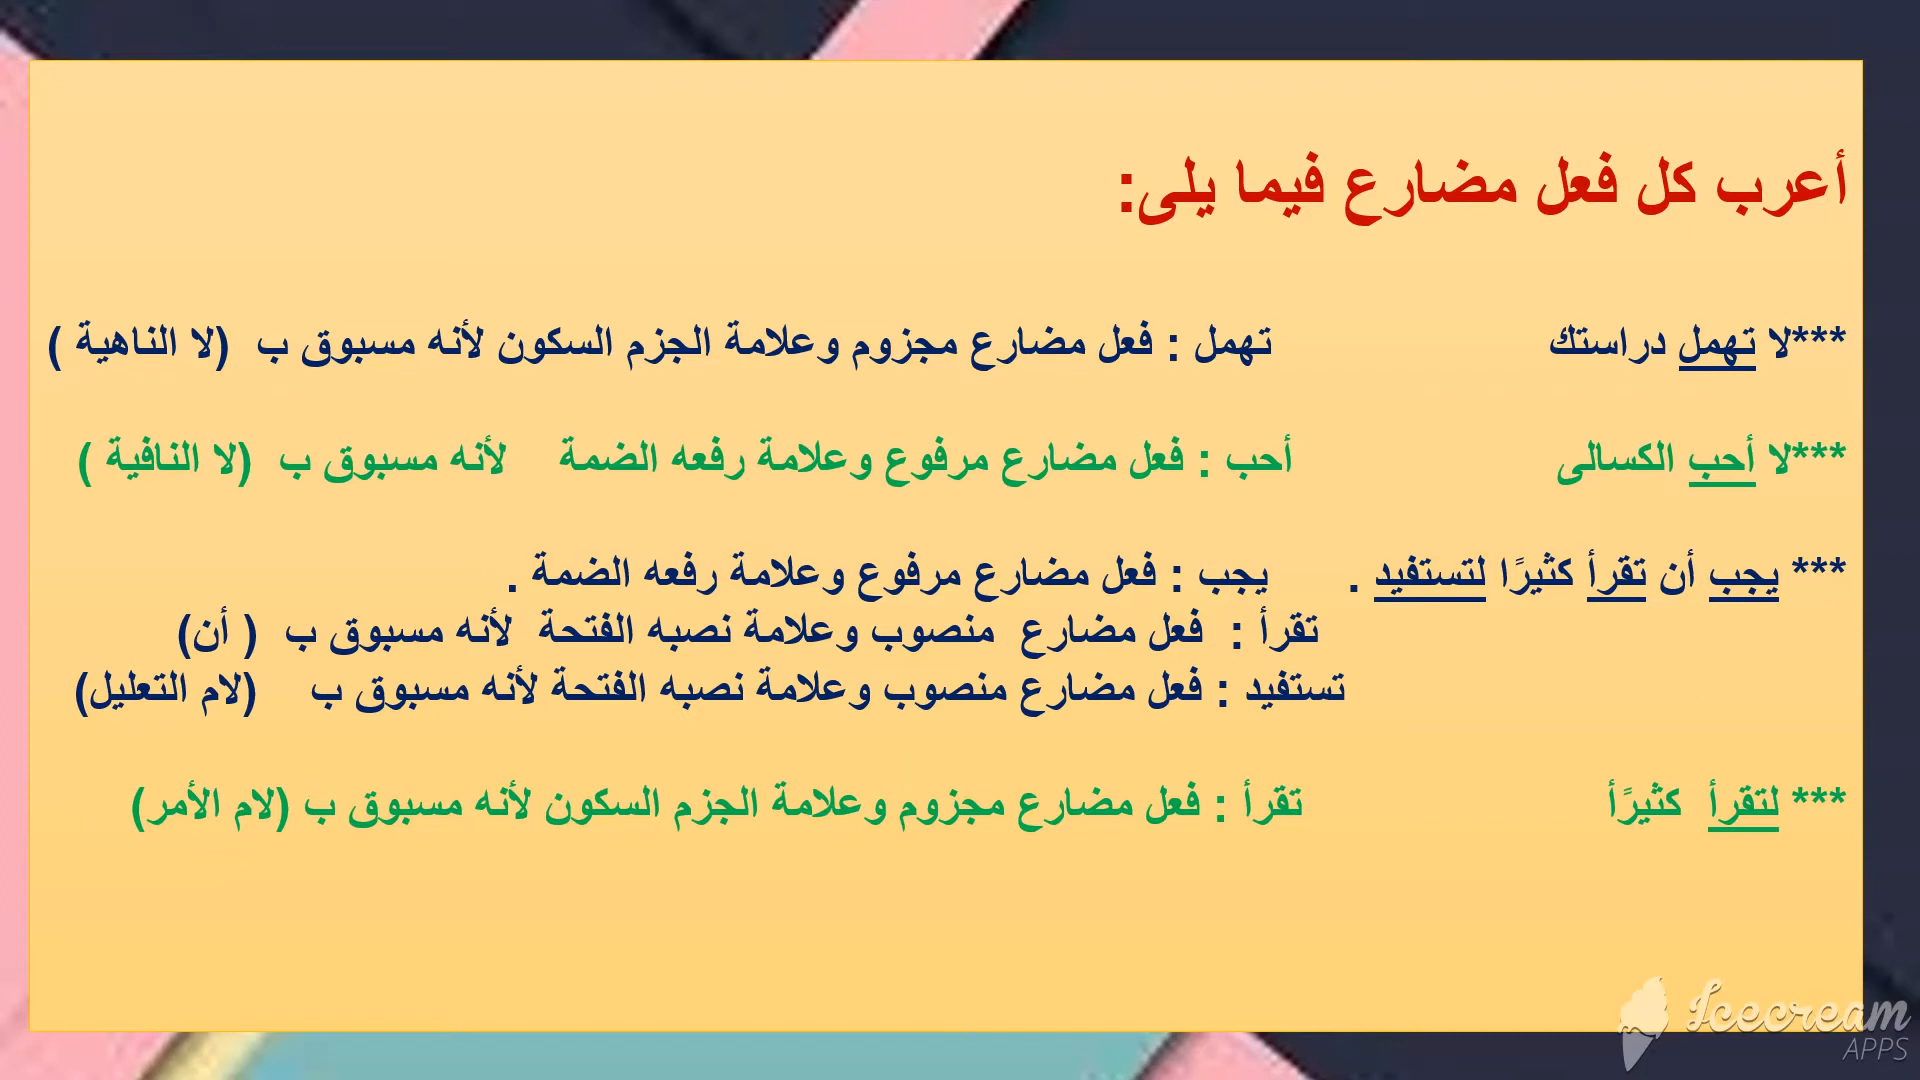 أعرب كل فعل مضارع فيما يلى:
***لا تهمل دراستك تهمل : فعل مضارع مجزوم وعلامة الجزم السكون لأنه مسبوق ب (لا الناهية )
***لا أحب الكسالى أحب : فعل مضارع مرفوع وعلامة رفعه الضمة لأنه مسبوق ب (لا النافية )
*** يجب أن تقرأ كثيرًا لتستفيد . يجب : فعل مضارع مرفوع وعلامة رفعه الضمة .
تقرأ : فعل مضارع منصوب وعلامة نصبه الفتحة لأنه مسبوق ب ( أن)
تستفيد : فعل مضارع منصوب وعلامة نصبه الفتحة لأنه مسبوق ب (لام التعليل)
*** لتقرأ كثيرًأ تقرأ : فعل مضارع مجزوم وعلامة الجزم السكون لأنه مسبوق ب (لام الأمر)
Icecream
APPS